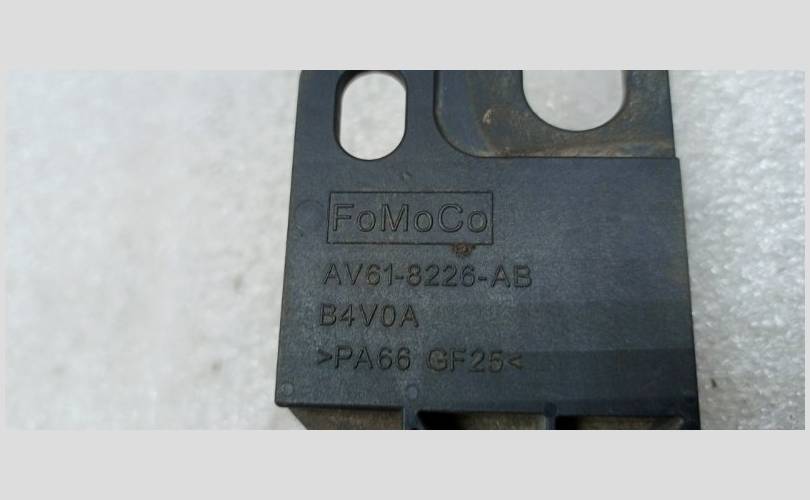 FoMoCo
AV61-8226-AB
B4V0A
>PA66 GF25<